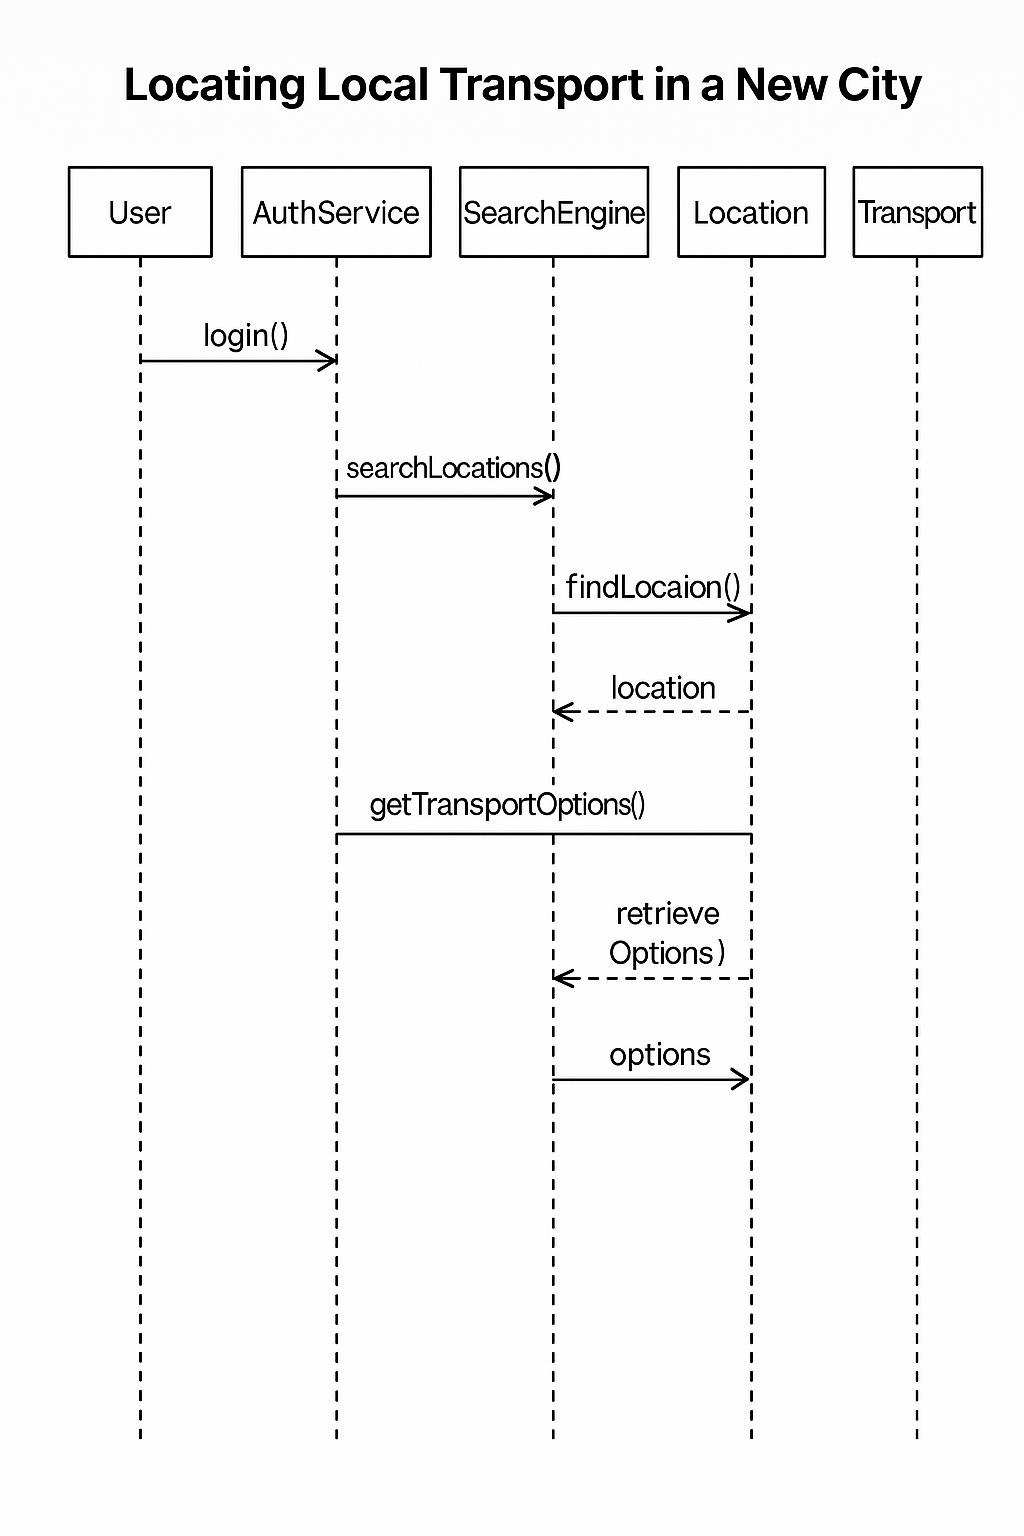 Locating Local Transport in a New City
User
AuthService
SearchEngine
Location
Transport
login()
searchLocations()
findLocaion()
location
getTransportOptions()
retrieve
Options)
options